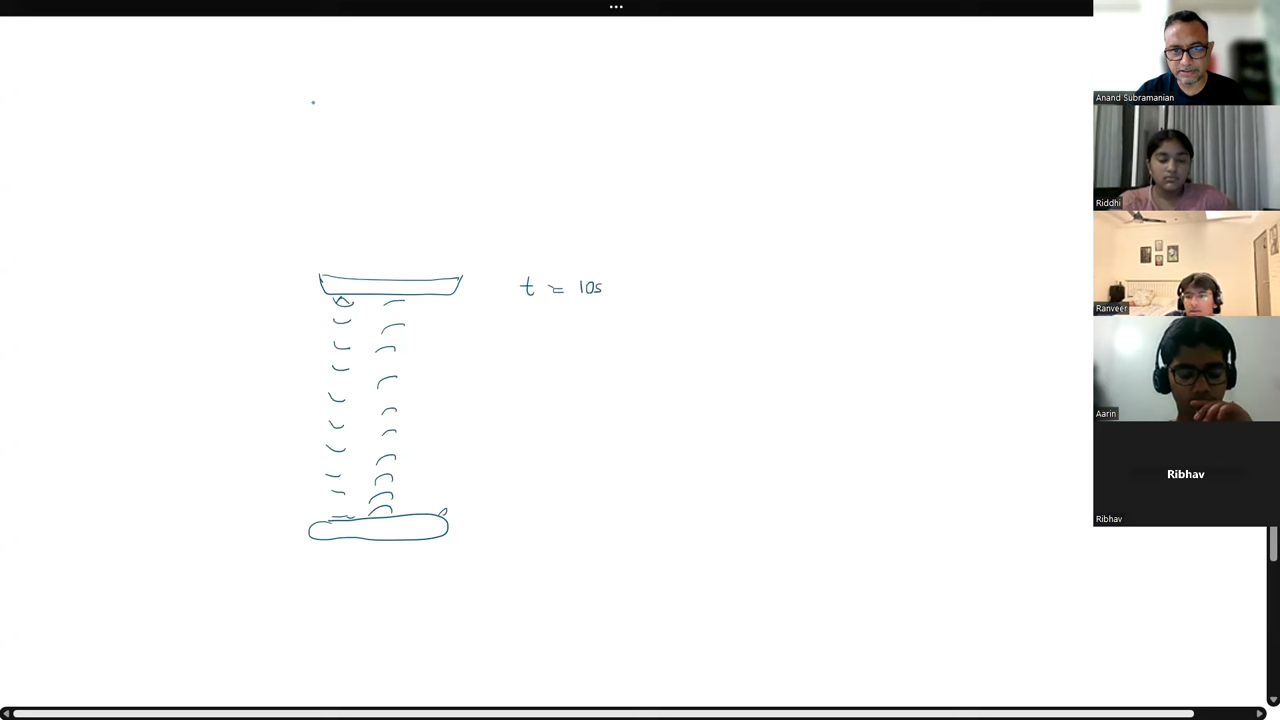 t = 10s
Anand Subramanian
Riddhi
Ranveer
Aarin
Ribhav
Ribhav